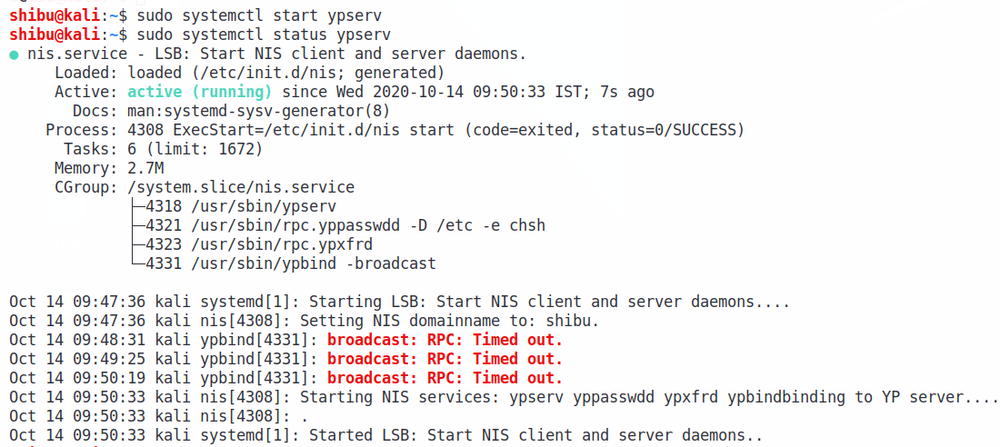 shibu@kali:~$ sudo systemctl start ypserv
shibu@kali:~$ sudo systemctl status ypserv
● nis.service - LSB: Start NIS client and server daemons.
     Loaded: loaded (/etc/init.d/nis; generated)
     Active: active (running) since Wed 2020-10-14 09:50:33 IST; 7s ago
       Docs: man:systemd-sysv-generator(8)
    Process: 4308 ExecStart=/etc/init.d/nis start (code=exited, status=0/SUCCESS)
      Tasks: 6 (limit: 1672)
     Memory: 2.7M
     CGroup: /system.slice/nis.service
             ├─4318 /usr/sbin/ypserv
             ├─4321 /usr/sbin/rpc.yppasswdd -D /etc -e chsh
             ├─4323 /usr/sbin/rpc.ypxfrd
             └─4331 /usr/sbin/ypbind -broadcast

Oct 14 09:47:36 kali systemd[1]: Starting LSB: Start NIS client and server daemons....
Oct 14 09:47:36 kali nis[4308]: Setting NIS domainname to: shibu.
Oct 14 09:48:31 kali ypbind[4331]: broadcast: RPC: Timed out.
Oct 14 09:49:25 kali ypbind[4331]: broadcast: RPC: Timed out.
Oct 14 09:50:19 kali ypbind[4331]: broadcast: RPC: Timed out.
Oct 14 09:50:33 kali nis[4308]: Starting NIS services: ypserv yppasswdd ypxfrd ypbindbinding to YP server....
Oct 14 09:50:33 kali nis[4308]: .
Oct 14 09:50:33 kali systemd[1]: Started LSB: Start NIS client and server daemons..